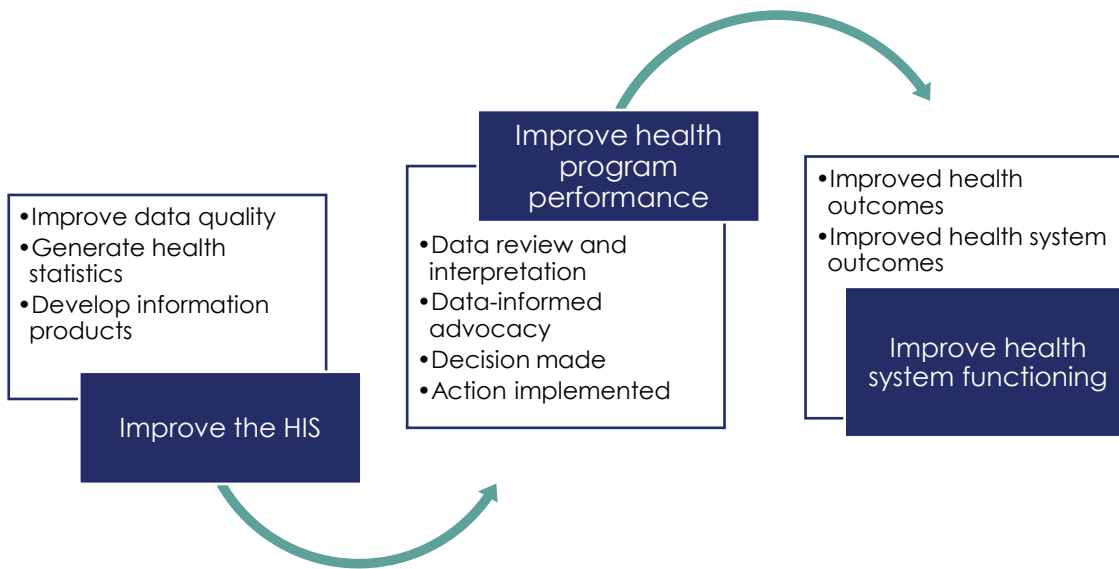 •Improve data quality
•Generate health
statistics
•Develop information
products
Improve the HIS
Improve health
program
performance
•Data review and
interpretation
•Data-informed
advocacy
•Decision made
•Action implemented
•Improved health
outcomes
•Improved health system
outcomes
Improve health
system functioning